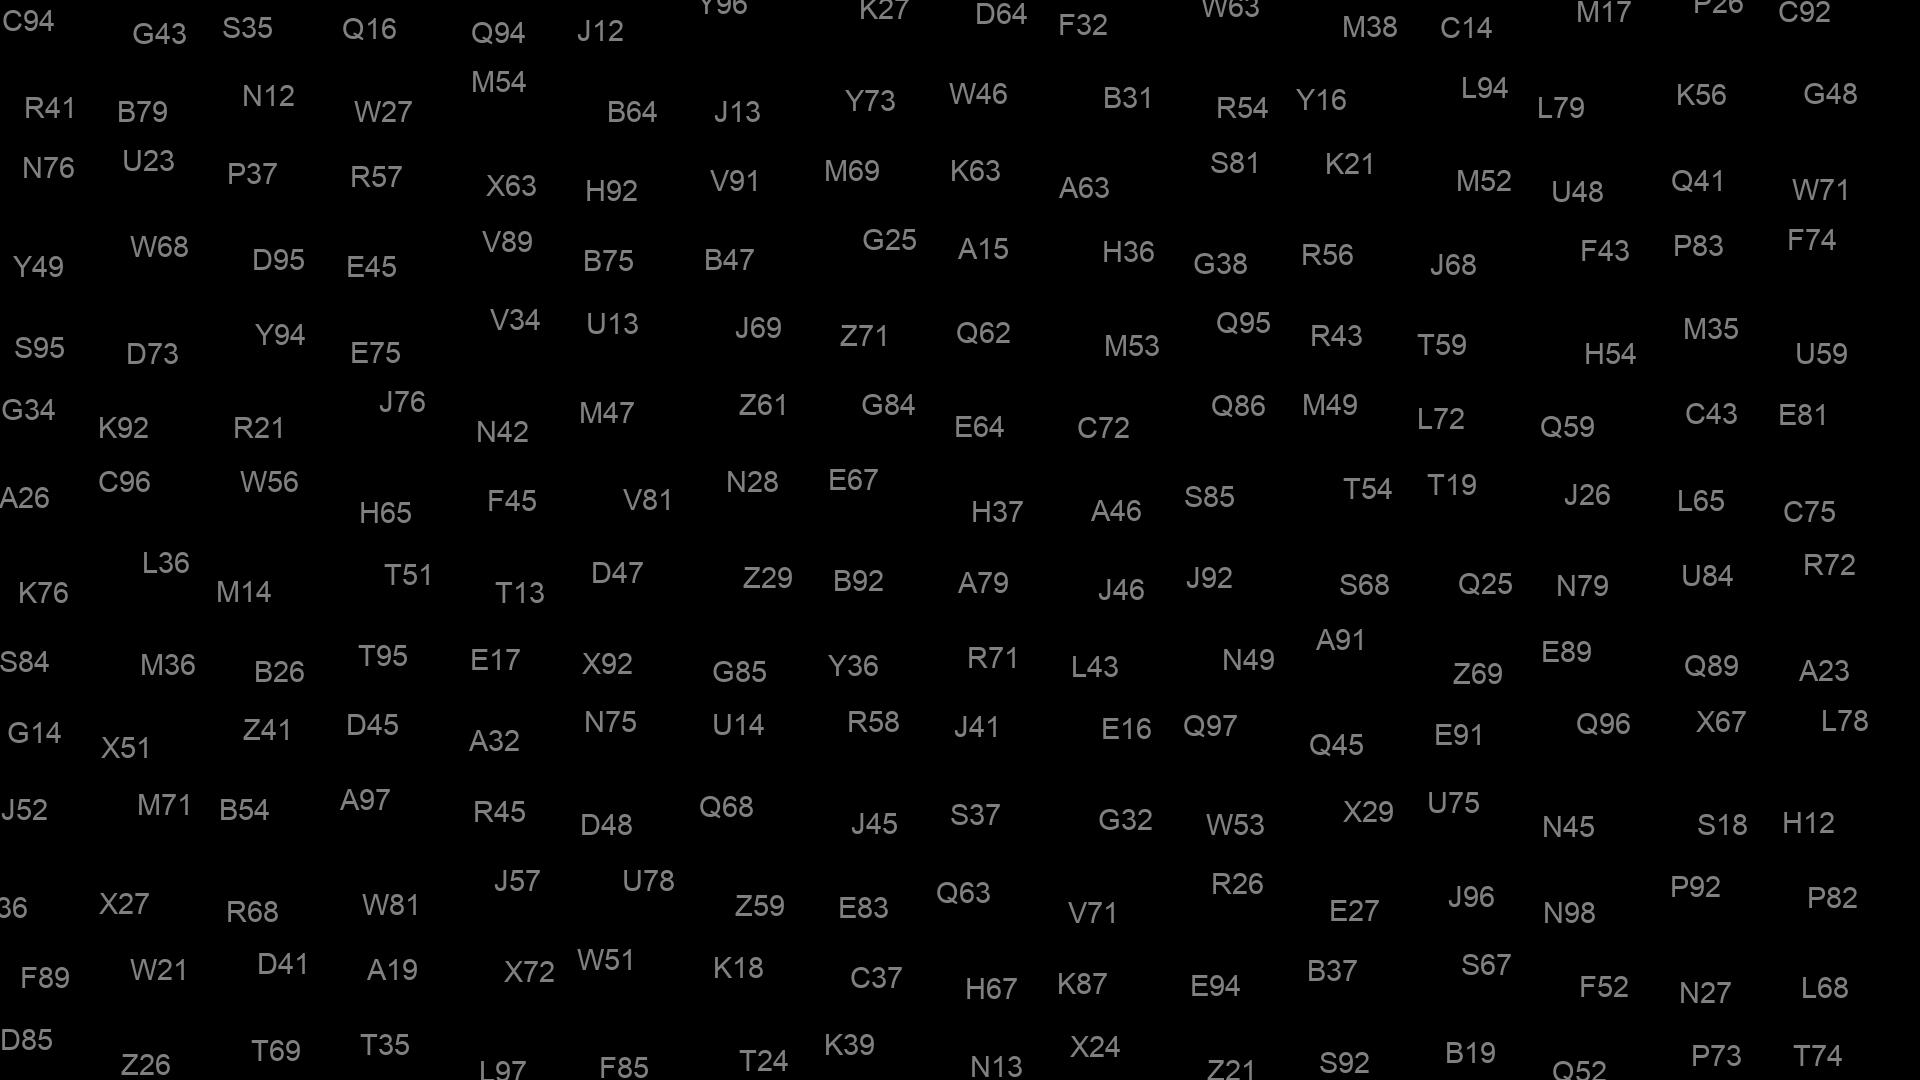 C94 G43 S35 Q16 Q94 J12 Y96 K27 D64 F32 W63 M38 C14 M17 P26 C92
R41 B79 N12 W27 M54 B64 J13 Y73 W46 B31 R54 Y16 L94 L79 K56 G48
N76 U23 P37 R57 X63 H92 V91 M69 K63 A63 S81 K21 M52 U48 Q41 W71
Y49 W68 D95 E45 V89 B75 B47 G25 A15 H36 G38 R56 J68 F43 P83 F74
S95 D73 Y94 E75 V34 U13 J69 Z71 Q62 M53 Q95 R43 T59 H54 M35 U59
G34 K92 R21 J76 N42 M47 Z61 G84 E64 C72 Q86 M49 L72 Q59 C43 E81
A26 C96 W56 H65 F45 V81 N28 E67 H37 A46 S85 T54 T19 J26 L65 C75
K76 L36 M14 T51 T13 D47 Z29 B92 A79 J46 J92 S68 Q25 N79 U84 R72
S84 M36 B26 T95 E17 X92 G85 Y36 R71 L43 N49 A91 Z69 E89 Q89 A23
G14 X51 Z41 D45 A32 N75 U14 R58 J41 E16 Q97 Q45 E91 Q96 X67 L78
J52 M71 B54 A97 R45 D48 Q68 J45 S37 G32 W53 X29 U75 N45 S18 H12
36 X27 R68 W81 J57 U78 Z59 E83 Q63 V71 R26 E27 J96 N98 P92 P82
F89 W21 D41 A19 X72 W51 K18 C37 H67 K87 E94 B37 S67 F52 N27 L68
D85 Z26 T69 T35 L97 F85 T24 K39 N13 X24 Z21 S92 B19 Q52 P73 T74